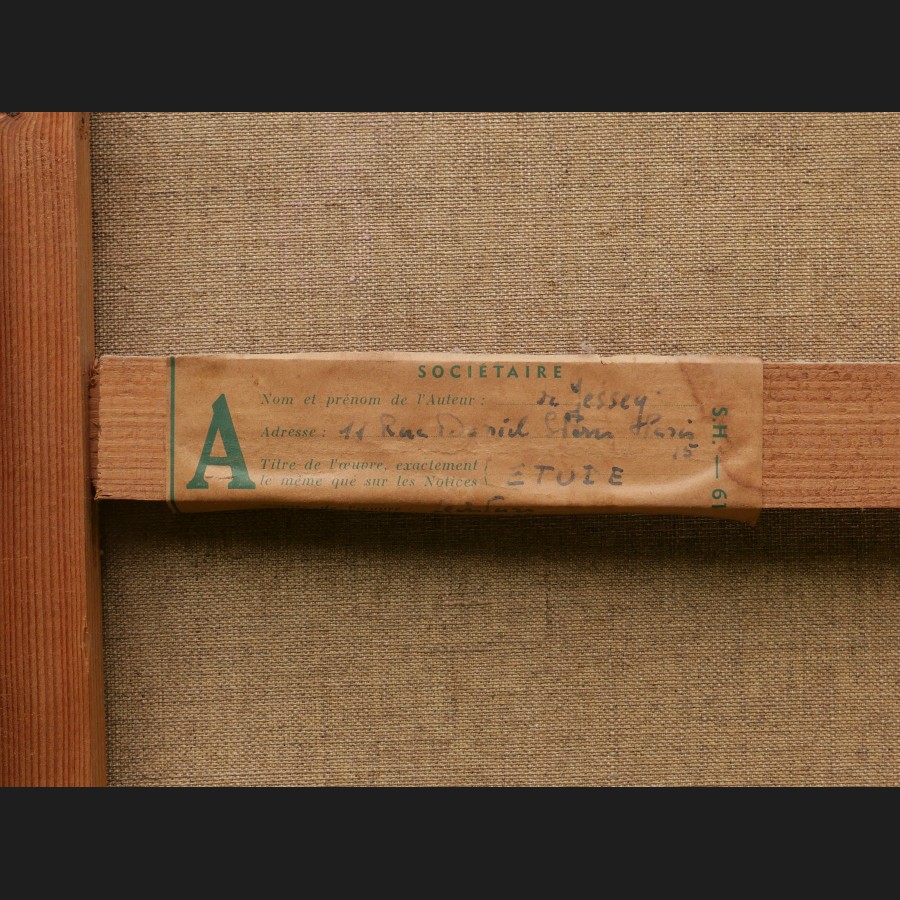 SOCIÉTAIRE
A
Nom et prénom de l'Auteur : de Jessey
Adresse : 11 Rue Daniel Stern Paris
15
Titre de l'œuvre, exactement
le même que sur les Notices
ETUDE
S.H. — 61